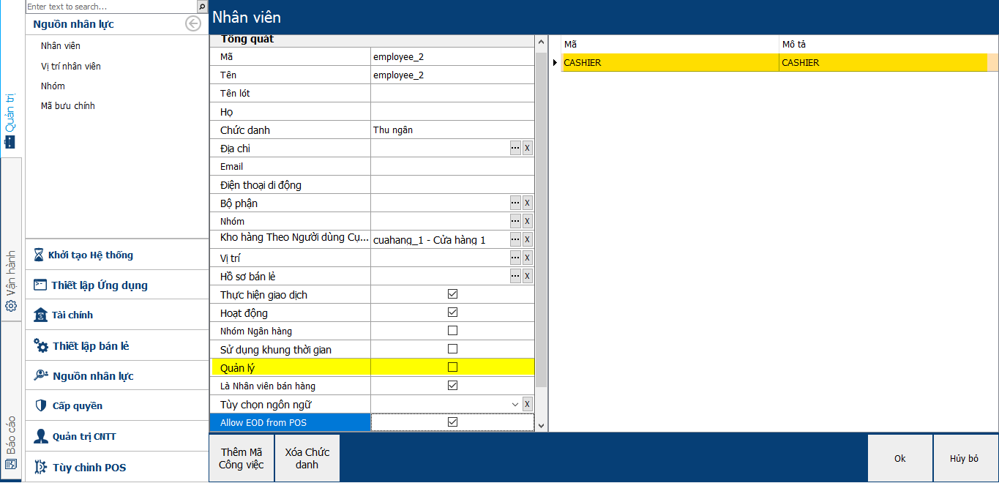 Enter text to search...
Nguồn nhân lực
Nhân viên
Vị trí nhân viên
Nhóm
Mã bưu chính
Quản trị
Vận hành
Báo cáo
Khởi tạo Hệ thống
Thiết lập Ứng dụng
Tài chính
Thiết lập bán lẻ
Nguồn nhân lực
Cấp quyền
Quản trị CNTT
Tùy chỉnh POS
Nhân viên
Tổng quát
Mã employee_2
Tên employee_2
Tên lót
Họ
Chức danh Thu ngân
Địa chỉ ... X
Email
Điện thoại di động
Bộ phận ... X
Nhóm ... X
Kho hàng Theo Người dùng Cụ... cuahang_1 - Cửa hàng 1 ... X
Vị trí ... X
Hồ sơ bán lẻ ... X
Thực hiện giao dịch
Hoạt động
Nhóm Ngân hàng
Sử dụng khung thời gian
Quản lý
Là Nhân viên bán hàng
Tùy chọn ngôn ngữ X
Allow EOD from POS
Mã Mô tả
CASHIER CASHIER
Thêm Mã
Công việc
Xóa Chức
danh
Ok
Hủy bỏ